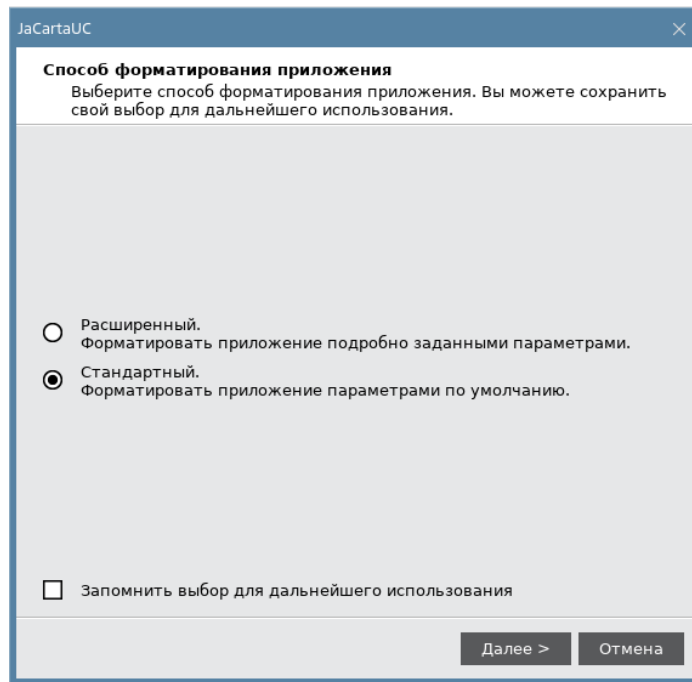 JaCartaUC
Способ форматирования приложения
Выберите способ форматирования приложения. Вы можете сохранить
свой выбор для дальнейшего использования.
Расширенный.
Форматировать приложение подробно заданными параметрами.
Стандартный.
Форматировать приложение параметрами по умолчанию.
Запомнить выбор для дальнейшего использования
Далее >
Отмена